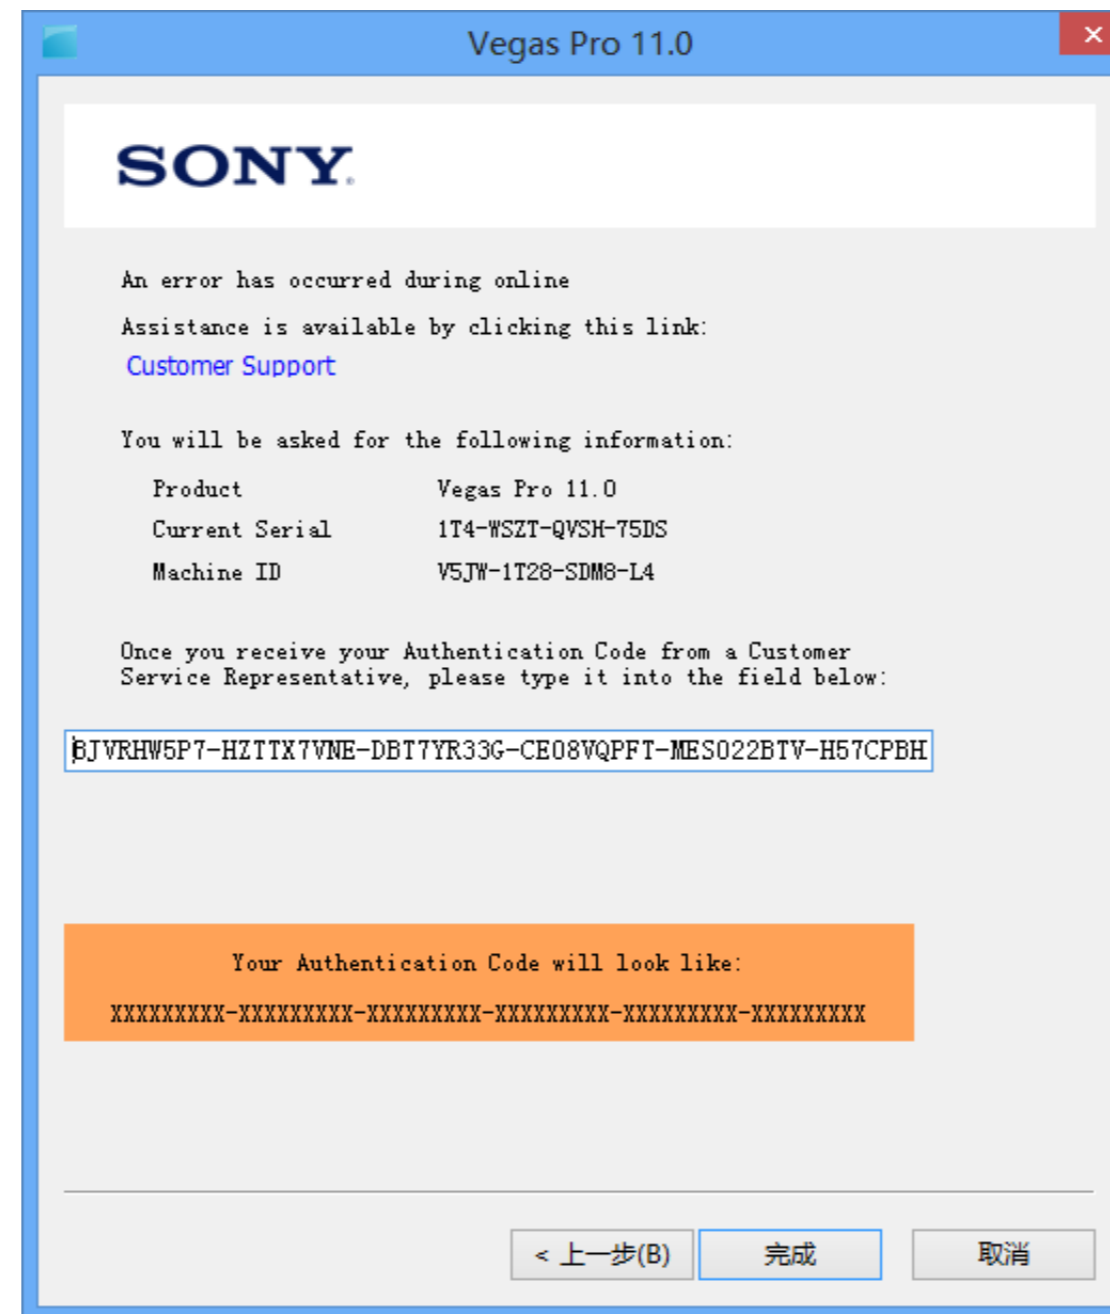 Vegas Pro 11.0
SONY
An error has occurred during online
Assistance is available by clicking this link:
Customer Support
You will be asked for the following information:
Product Vegas Pro 11.0
Current Serial 1T4-WSZT-QVSH-75DS
Machine ID V5JW-1T28-SDM8-L4
Once you receive your Authentication Code from a Customer
Service Representative, please type it into the field below:
-HZTTX7VNE-DBT7YR33G-CE08VQPFT-MES022BTV-H57CPBH
Your Authentication Code will look like:
XXXXXXXXX-XXXXXXXXX-XXXXXXXXX-XXXXXXXXX-XXXXXXXXX-XXXXXXXXX
< 上一步(B)
完成
取消